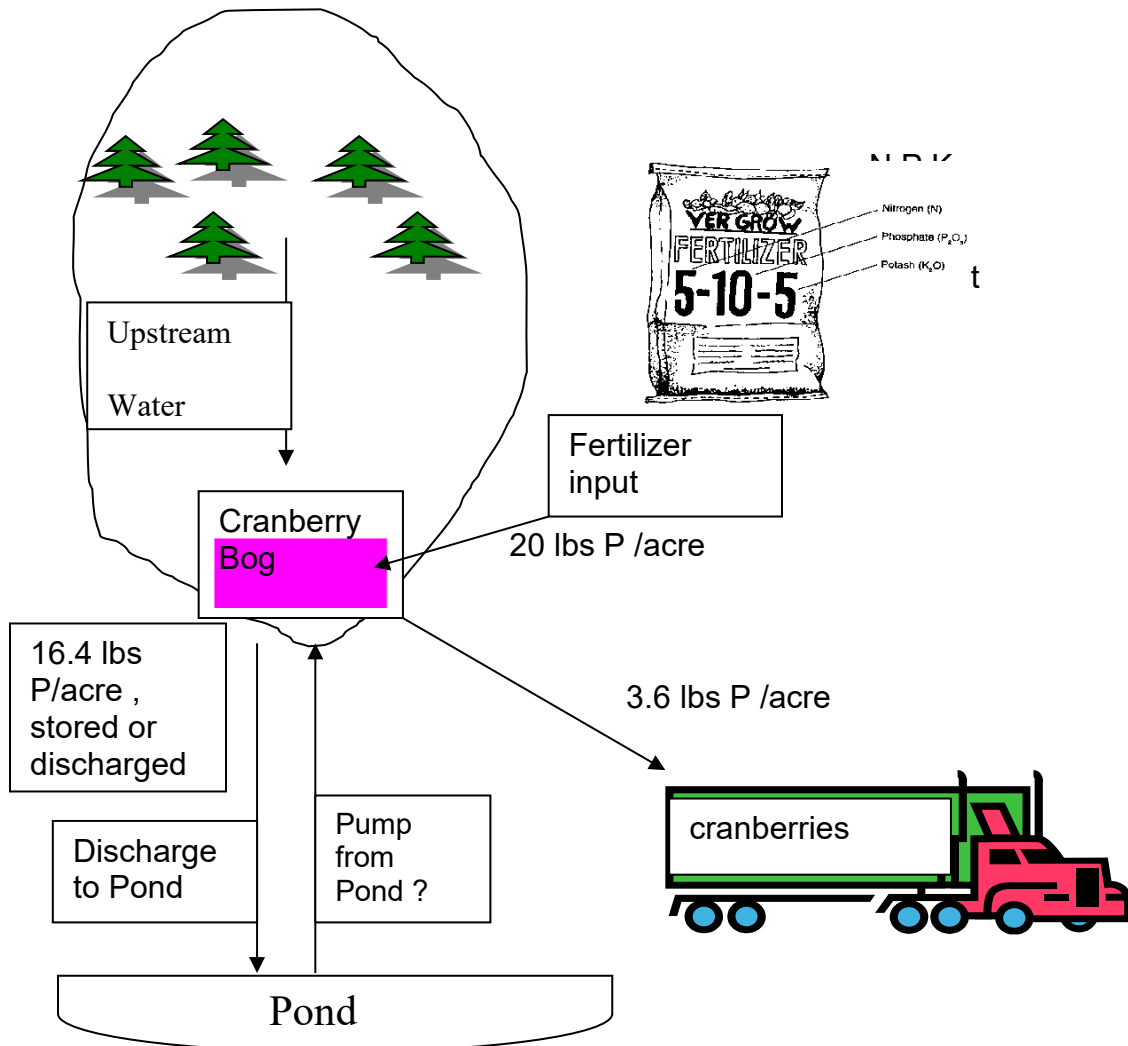 N P K
VER GROW
FERTILIZER
5-10-5
Nitrogen (N)
Phosphate (P₂O₅)
Potash (K₂O)
t
Upstream
Water
Fertilizer
input
Cranberry
Bog
20 lbs P /acre
16.4 lbs
P/acre ,
stored or
discharged
3.6 lbs P /acre
cranberries
Discharge
to Pond
Pump
from
Pond ?
Pond